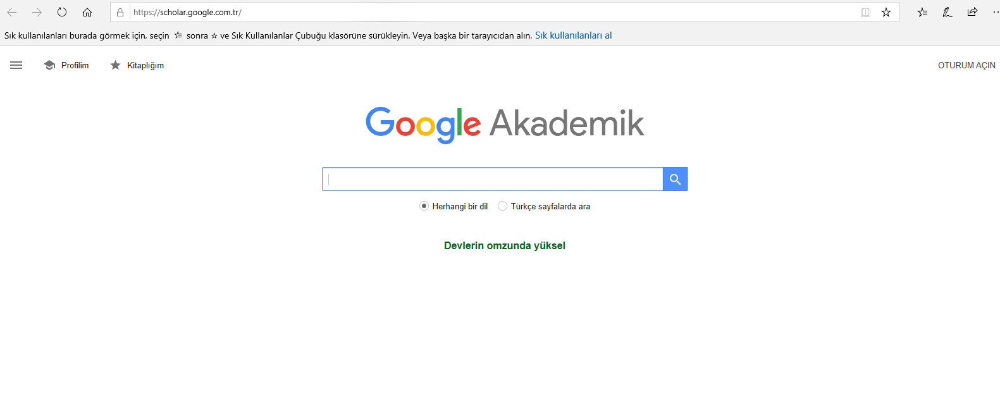 https://scholar.google.com.tr/
Sık kullanılanları burada görmek için, seçin sonra ve Sık Kullanılanlar Çubuğu klasörüne sürükleyin. Veya başka bir tarayıcıdan alın. Sık kullanılanları al
Profilim Kitaplığım OTURUM AÇIN
Google Akademik
Herhangi bir dil Türkçe sayfalarda ara
Devlerin omzunda yüksel